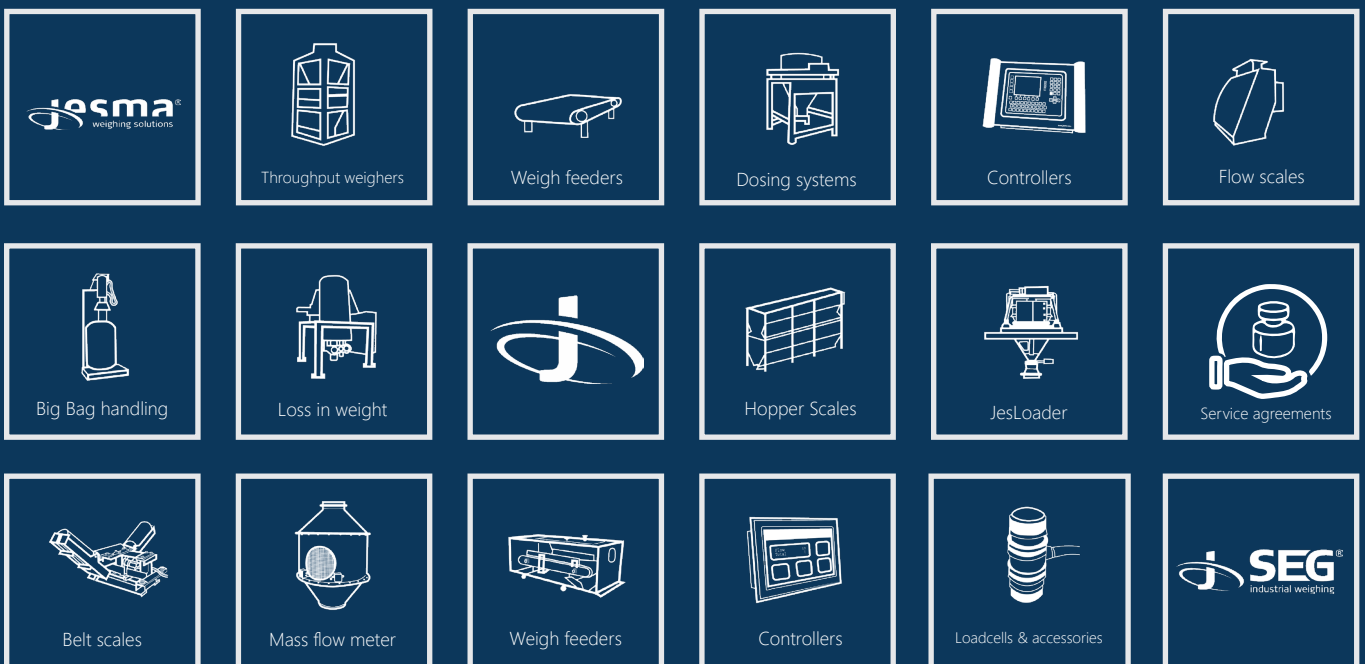 jesma®
weighing solutions
Throughput weighers
Weigh feeders
Dosing systems
Controllers
Flow scales
Big Bag handling
Loss in weight
Hopper Scales
JesLoader
Service agreements
Belt scales
Mass flow meter
Weigh feeders
Controllers
Loadcells & accessories
SEG®
industrial weighing